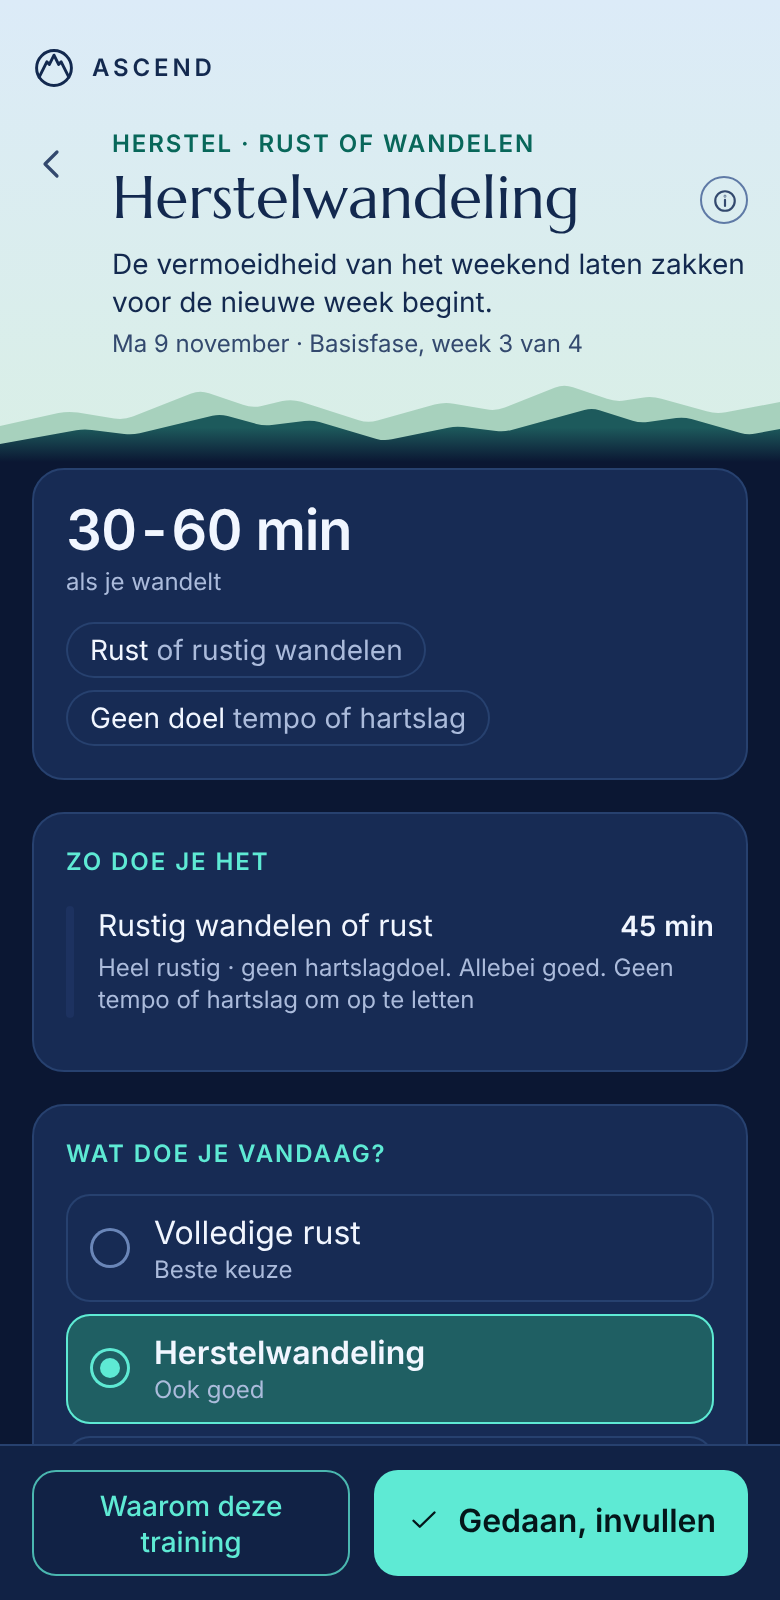 ASCEND
HERSTEL · RUST OF WANDELEN
Herstelwandeling
De vermoeidheid van het weekend laten zakken
voor de nieuwe week begint.
Ma 9 november · Basisfase, week 3 van 4
30-60 min
als je wandelt
Rust of rustig wandelen
Geen doel tempo of hartslag
ZO DOE JE HET
Rustig wandelen of rust 45 min
Heel rustig · geen hartslagdoel. Allebei goed. Geen
tempo of hartslag om op te letten
WAT DOE JE VANDAAG?
Volledige rust
Beste keuze
Herstelwandeling
Ook goed
Waarom deze
training
Gedaan, invullen